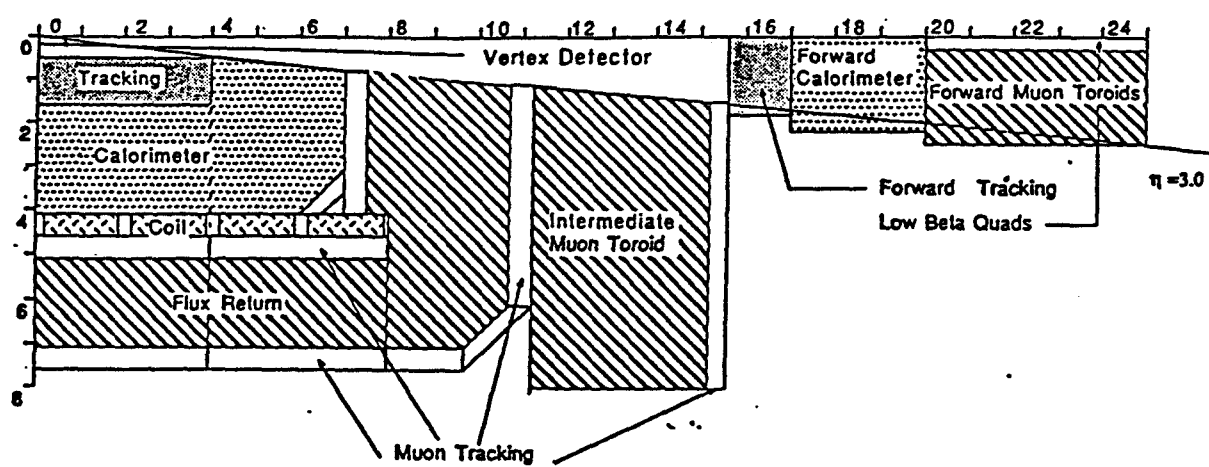 0 2 4 6 8 10 12 14 16 18 20 22 24
0
2
4
6
8
Vertex Detector
Tracking
Calorimeter
Coil
Flux Return
Intermediate
Muon Toroid
Forward
Calorimeter
Forward Muon Toroids
Forward Tracking
Low Beta Quads
η =3.0
Muon Tracking